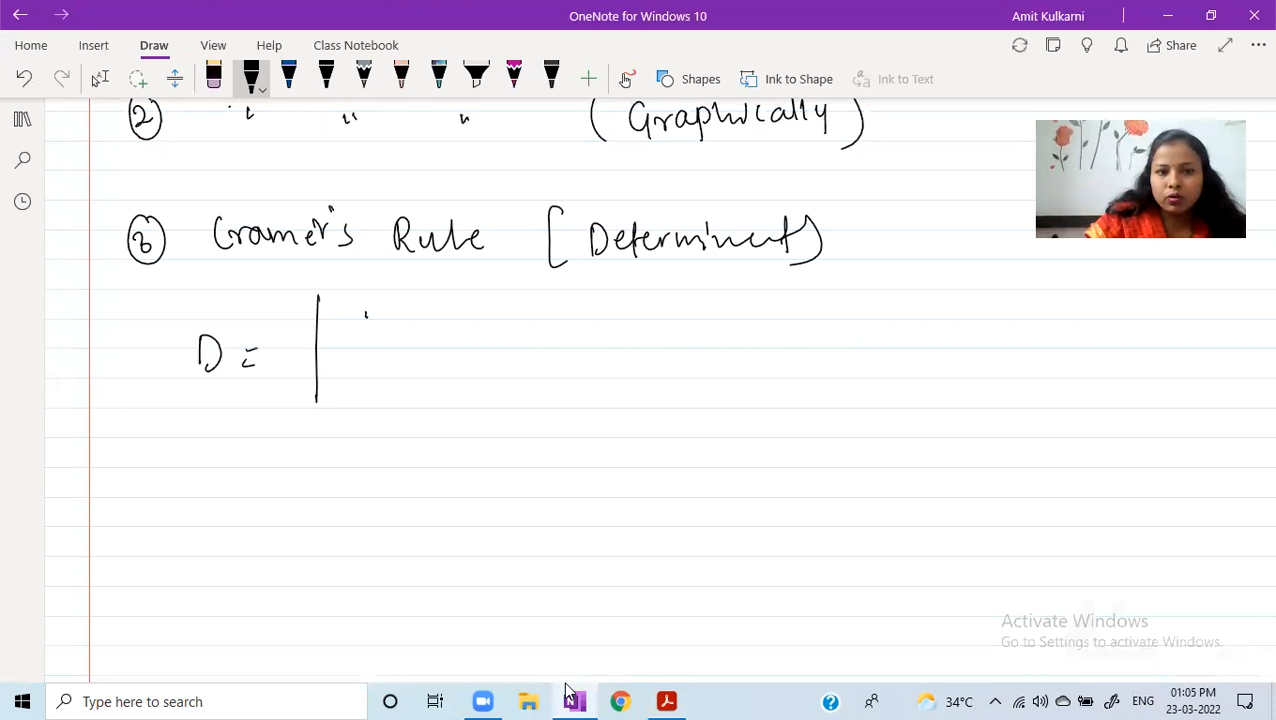 OneNote for Windows 10
Amit Kulkarni
Home Insert Draw View Help Class Notebook
Share
Shapes Ink to Shape Ink to Text
② " " " (Graphically)
③ Cramer's Rule [Determinent)
D =
Activate Windows
Go to Settings to activate Windows.
Type here to search
34°C
ENG
01:05 PM
23-03-2022